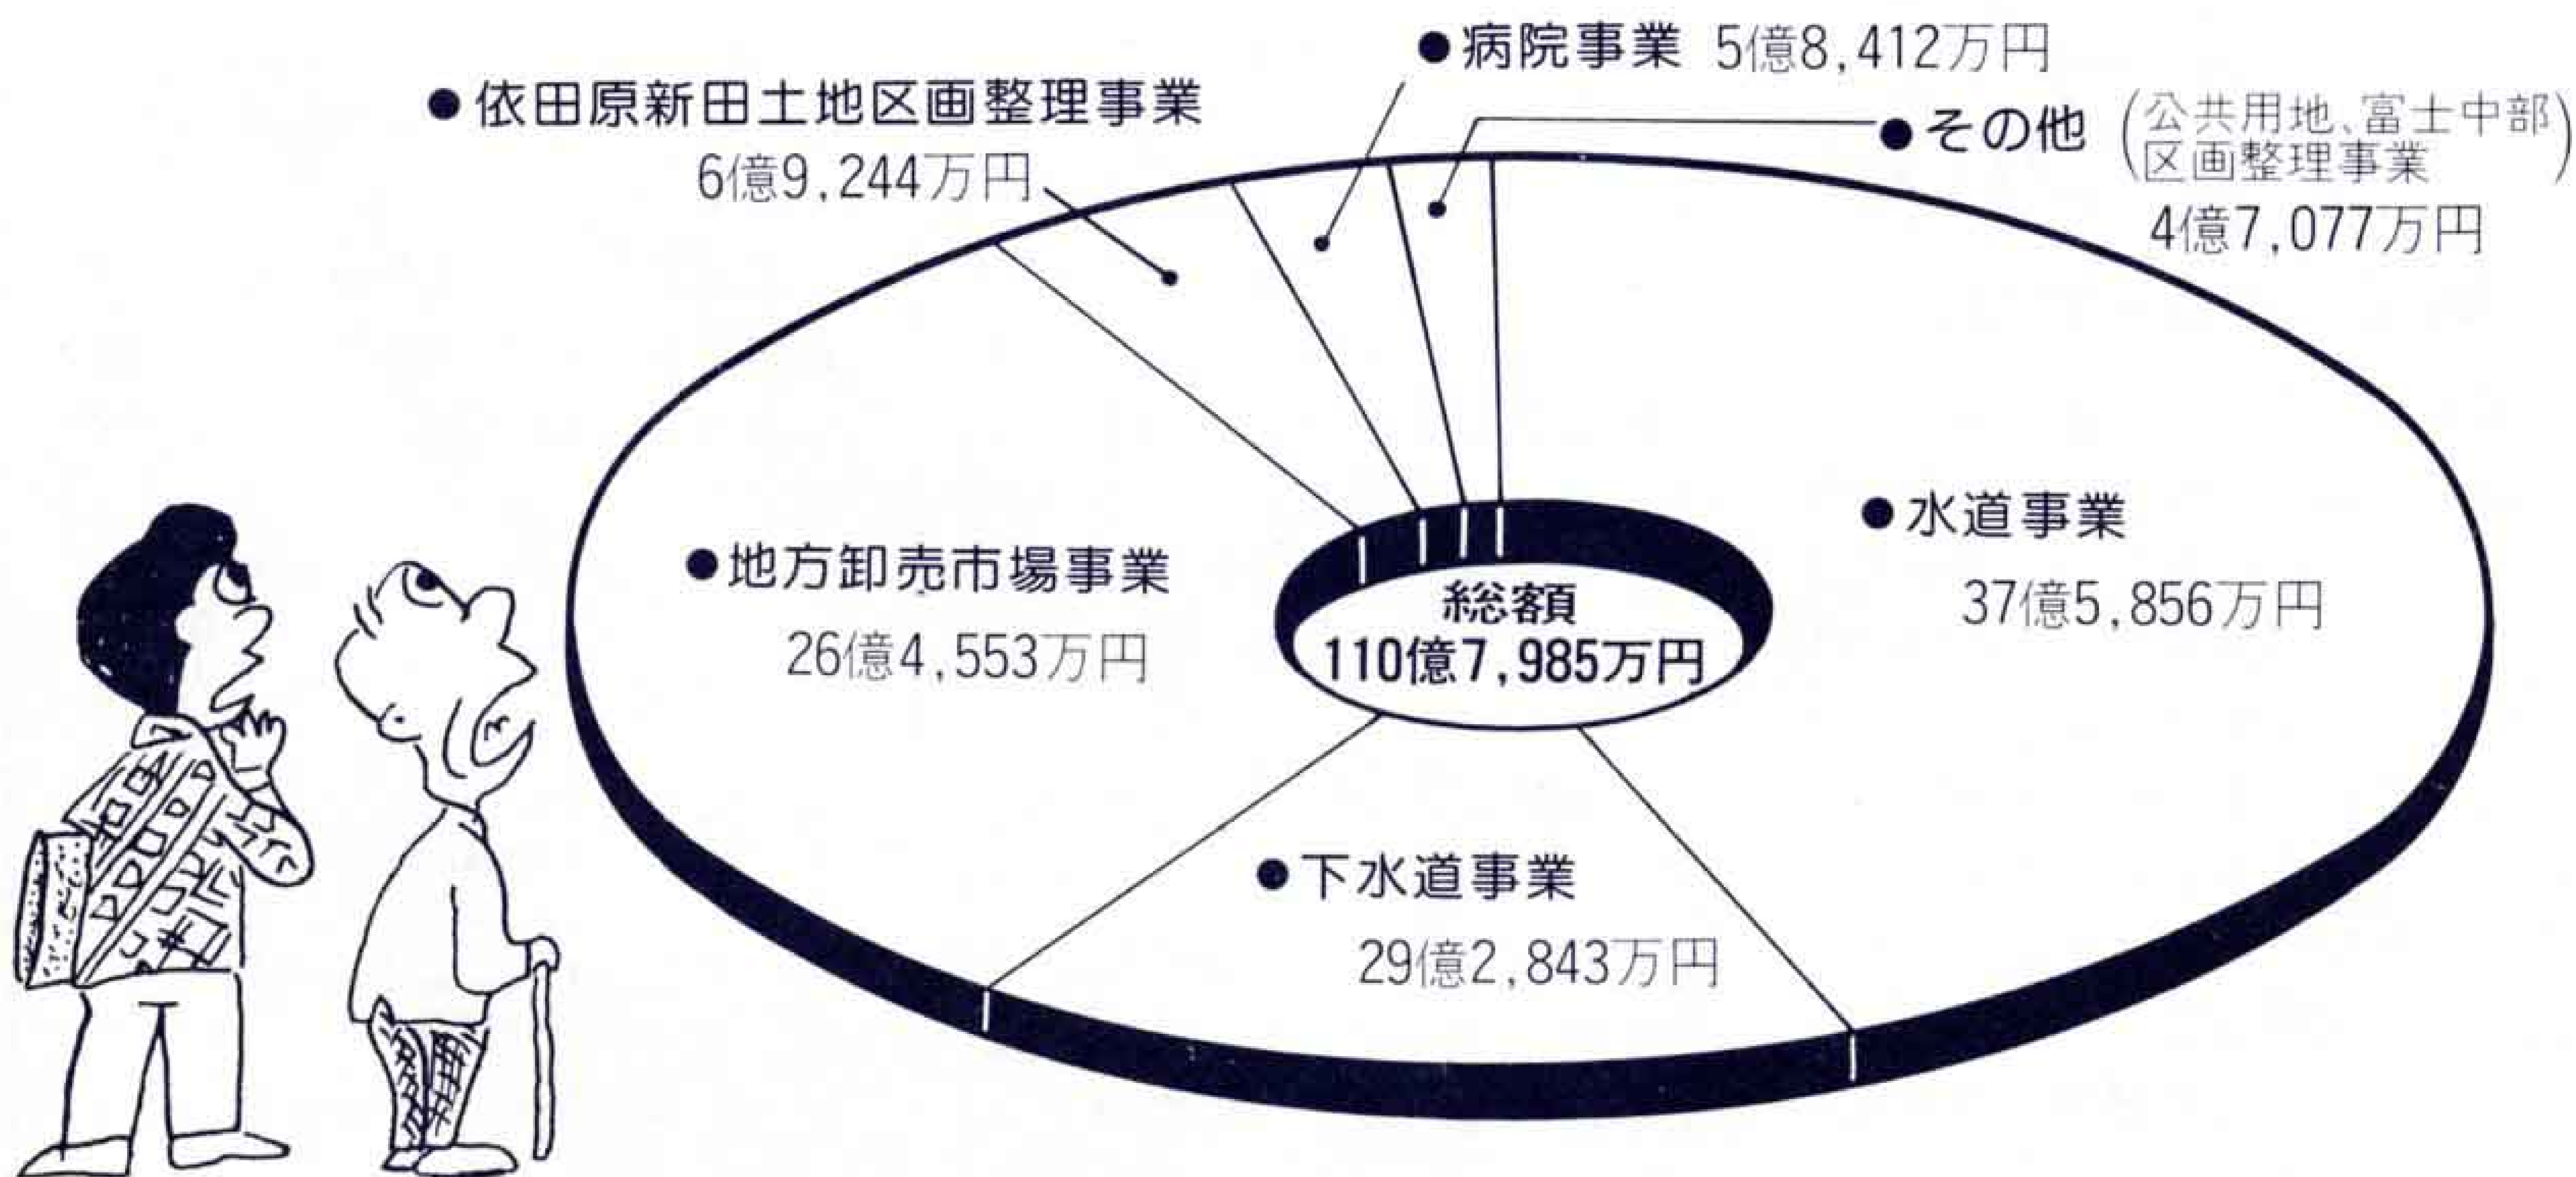 ●病院事業 5億8,412万円
●依田原新田土地区画整理事業
6億9,244万円
●その他(公共用地、富士中部
区画整理事業)
4億7,077万円
●水道事業
37億5,856万円
●地方卸売市場事業
26億4,553万円
総額
110億7,985万円
●下水道事業
29億2,843万円